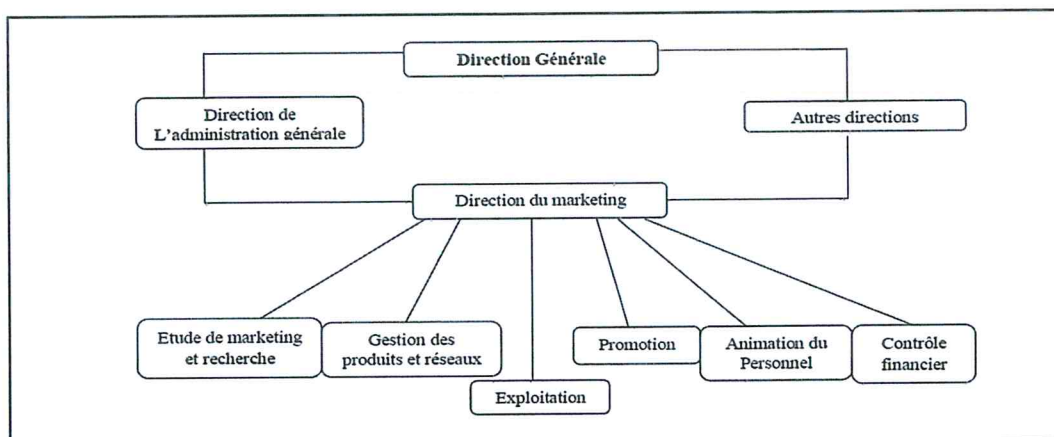 Direction Générale
Direction de
L'administration générale
Autres directions
Direction du marketing
Etude de marketing
et recherche
Gestion des
produits et réseaux
Exploitation
Promotion
Animation du
Personnel
Contrôle
financier